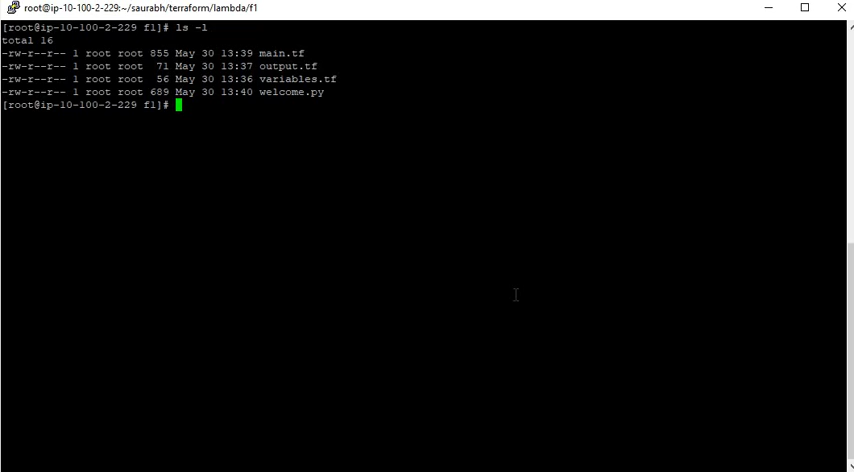 root@ip-10-100-2-229:~/saurabh/terraform/lambda/f1
[root@ip-10-100-2-229 f1]# ls -l
total 16
-rw-r--r-- 1 root root 855 May 30 13:39 main.tf
-rw-r--r-- 1 root root  71 May 30 13:37 output.tf
-rw-r--r-- 1 root root  56 May 30 13:36 variables.tf
-rw-r--r-- 1 root root 689 May 30 13:40 welcome.py
[root@ip-10-100-2-229 f1]#